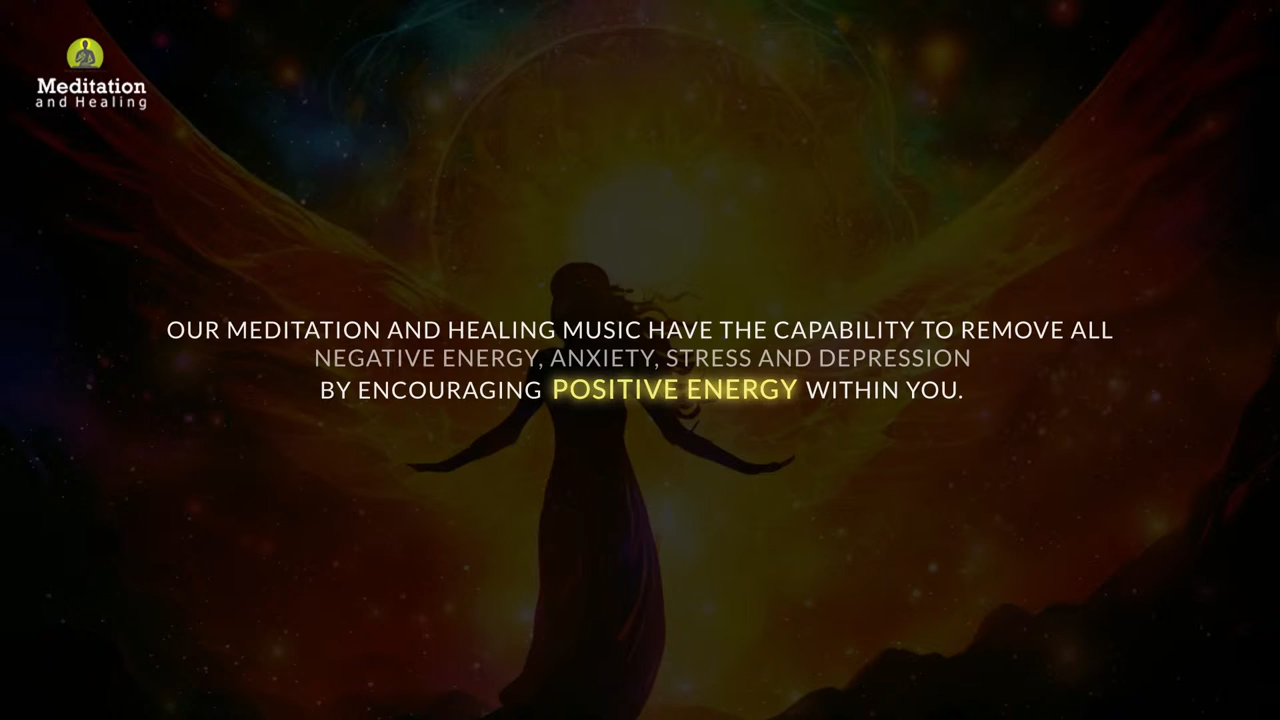 Meditation
and Healing
OUR MEDITATION AND HEALING MUSIC HAVE THE CAPABILITY TO REMOVE ALL
NEGATIVE ENERGY, ANXIETY, STRESS AND DEPRESSION
BY ENCOURAGING POSITIVE ENERGY WITHIN YOU.